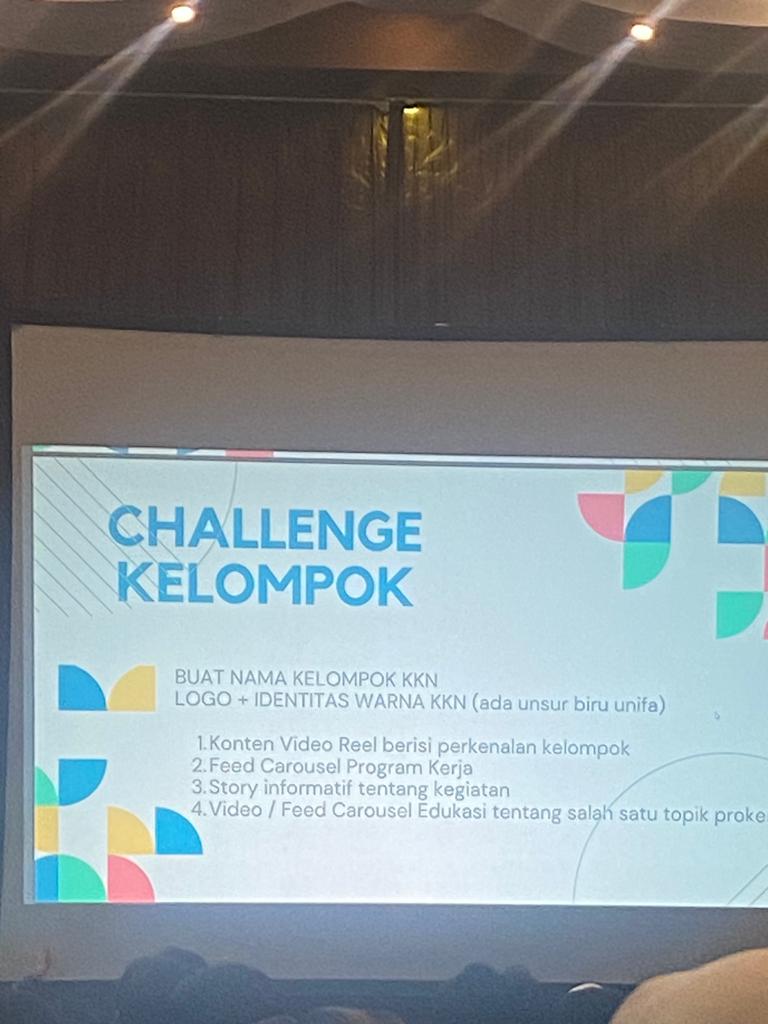 CHALLENGE
KELOMPOK
BUAT NAMA KELOMPOK KKN
LOGO + IDENTITAS WARNA KKN (ada unsur biru unifa)
1.Konten Video Reel berisi perkenalan kelompok
2.Feed Carousel Program Kerja
3.Story informatif tentang kegiatan
4.Video / Feed Carousel Edukasi tentang salah satu topik